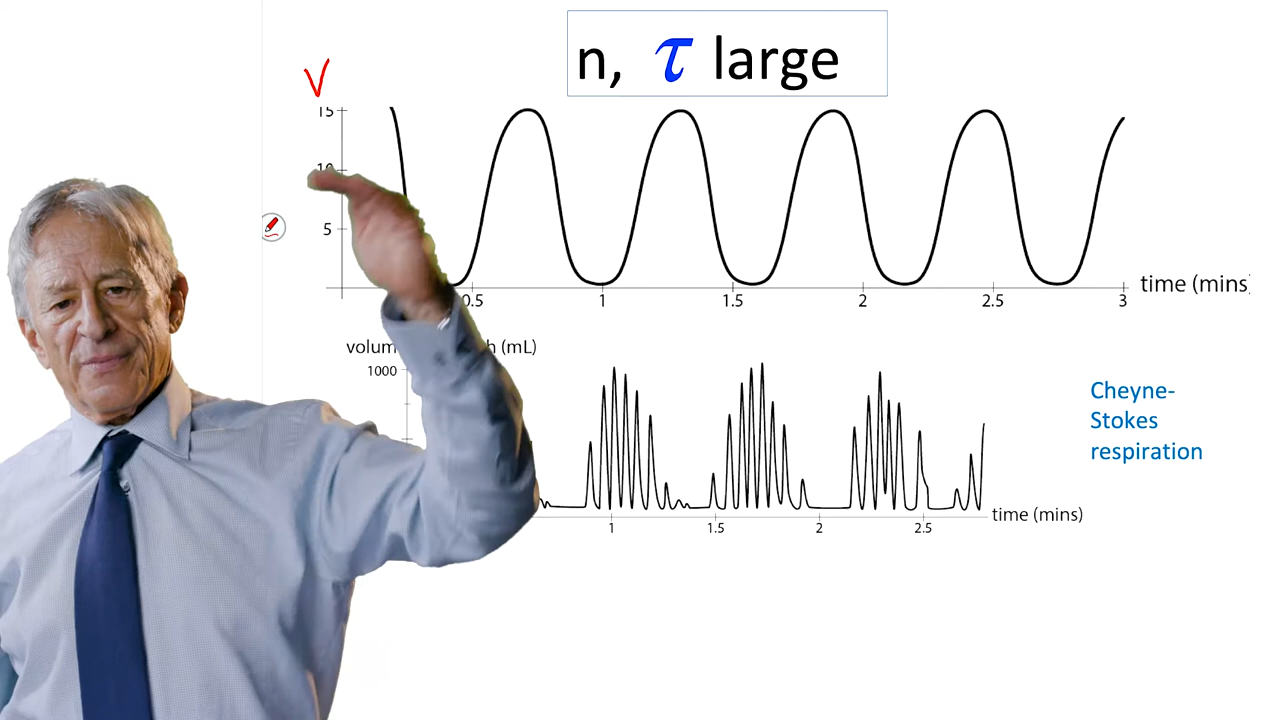 n, τ large
V
15
10
5
0.5 1 1.5 2 2.5 3
time (mins)
(mL)
1000
Cheyne-
Stokes
respiration
1 1.5 2 2.5
time (mins)